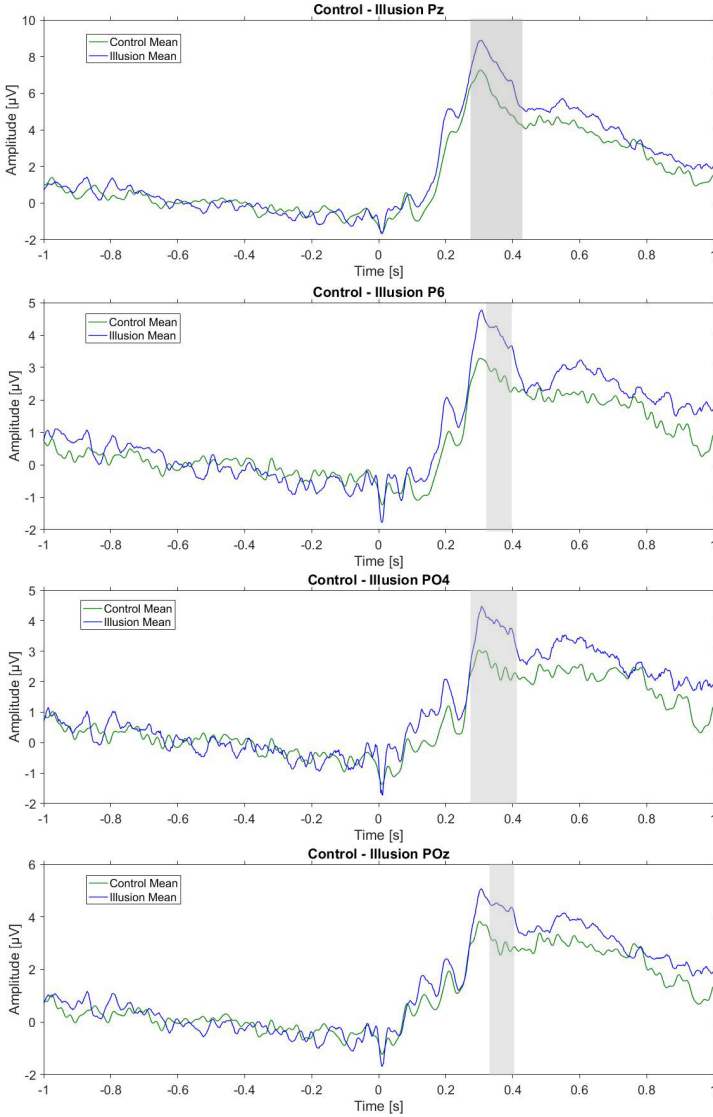 Control - Illusion Pz
Amplitude [µV]
10
8
6
4
2
0
-2
Control Mean
Illusion Mean
-1 -0.8 -0.6 -0.4 -0.2 0 0.2 0.4 0.6 0.8 1
Time [s]
Control - Illusion P6
Amplitude [µV]
5
4
3
2
1
0
-1
-2
Control Mean
Illusion Mean
-1 -0.8 -0.6 -0.4 -0.2 0 0.2 0.4 0.6 0.8 1
Time [s]
Control - Illusion PO4
Amplitude [µV]
5
4
3
2
1
0
-1
-2
Control Mean
Illusion Mean
-1 -0.8 -0.6 -0.4 -0.2 0 0.2 0.4 0.6 0.8 1
Time [s]
Control - Illusion POz
Amplitude [µV]
6
4
2
0
-2
Control Mean
Illusion Mean
-1 -0.8 -0.6 -0.4 -0.2 0 0.2 0.4 0.6 0.8 1
Time [s]